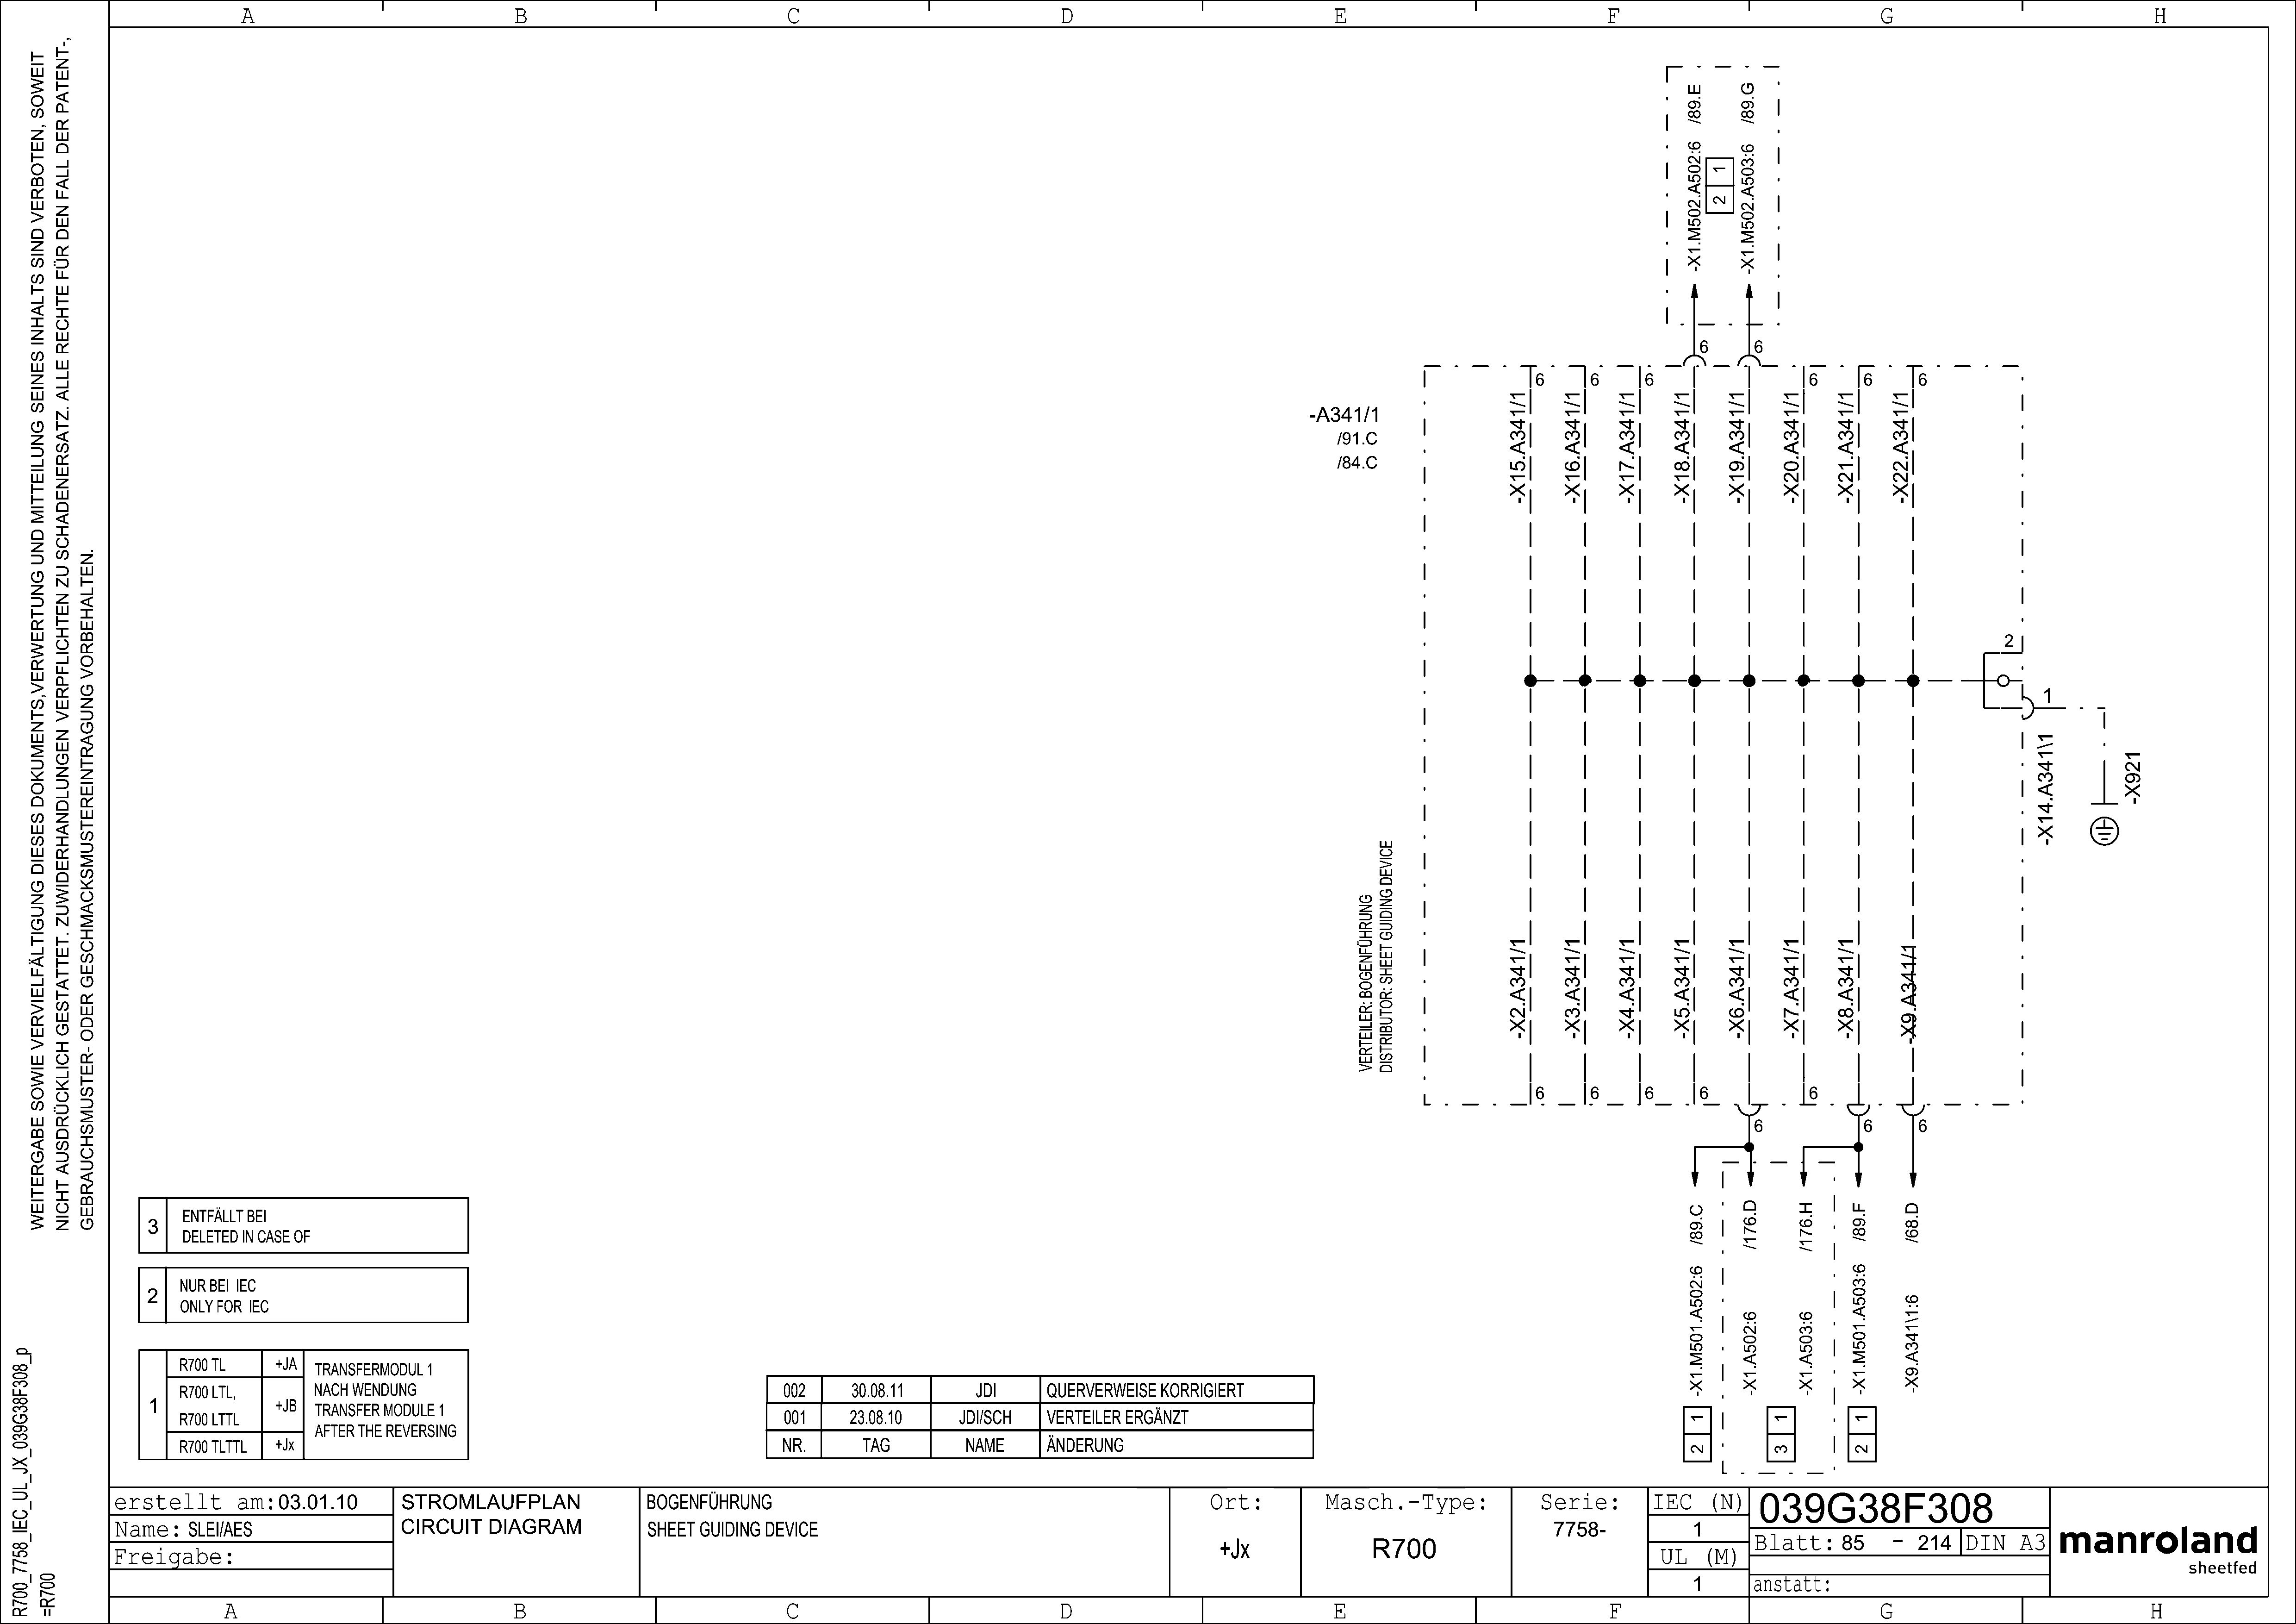 A B C D E F G H
WEITERGABE SOWIE VERVIELFÄLTIGUNG DIESES DOKUMENTS,VERWERTUNG UND MITTEILUNG SEINES INHALTS SIND VERBOTEN, SOWEIT
NICHT AUSDRÜCKLICH GESTATTET. ZUWIDERHANDLUNGEN VERPFLICHTEN ZU SCHADENERSATZ. ALLE RECHTE FÜR DEN FALL DER PATENT-,
GEBRAUCHSMUSTER- ODER GESCHMACKSMUSTEREINTRAGUNG VORBEHALTEN.
R700_7758_IEC_UL_JX_039G38F308_p
=R700
-X1.M502.A502:6 /89.E
2 1
-X1.M502.A503:6 /89.G
6 6
-A341/1
/91.C
/84.C
6 6 6 6 6 6
-X15.A341/1
-X16.A341/1
-X17.A341/1
-X18.A341/1
-X19.A341/1
-X20.A341/1
-X21.A341/1
-X22.A341/1
2
1
-X14.A341\1
-X921
VERTEILER: BOGENFÜHRUNG
DISTRIBUTOR: SHEET GUIDING DEVICE
-X2.A341/1
-X3.A341/1
-X4.A341/1
-X5.A341/1
-X6.A341/1
-X7.A341/1
-X8.A341/1
-X9.A341/1
6 6 6 6 6
6 6 6
-X1.M501.A502:6 /89.C
-X1.A502:6 /176.D
-X1.A503:6 /176.H
-X1.M501.A503:6 /89.F
-X9.A341\1:6 /68.D
2 1
3 1
2 1
3 ENTFÄLLT BEI
DELETED IN CASE OF
2 NUR BEI IEC
ONLY FOR IEC
1
R700 TL +JA
R700 LTL,
R700 LTTL +JB
R700 TLTTL +Jx
TRANSFERMODUL 1
NACH WENDUNG
TRANSFER MODULE 1
AFTER THE REVERSING
002 30.08.11 JDI QUERVERWEISE KORRIGIERT
001 23.08.10 JDI/SCH VERTEILER ERGÄNZT
NR. TAG NAME ÄNDERUNG
erstellt am: 03.01.10
Name: SLEI/AES
Freigabe:
STROMLAUFPLAN
CIRCUIT DIAGRAM
BOGENFÜHRUNG
SHEET GUIDING DEVICE
Ort:
+Jx
Masch.-Type:
R700
Serie:
7758-
IEC (N)
1
UL (M)
1
039G38F308
Blatt: 85 - 214 DIN A3
anstatt:
manroland
sheetfed
A B C D E F G H